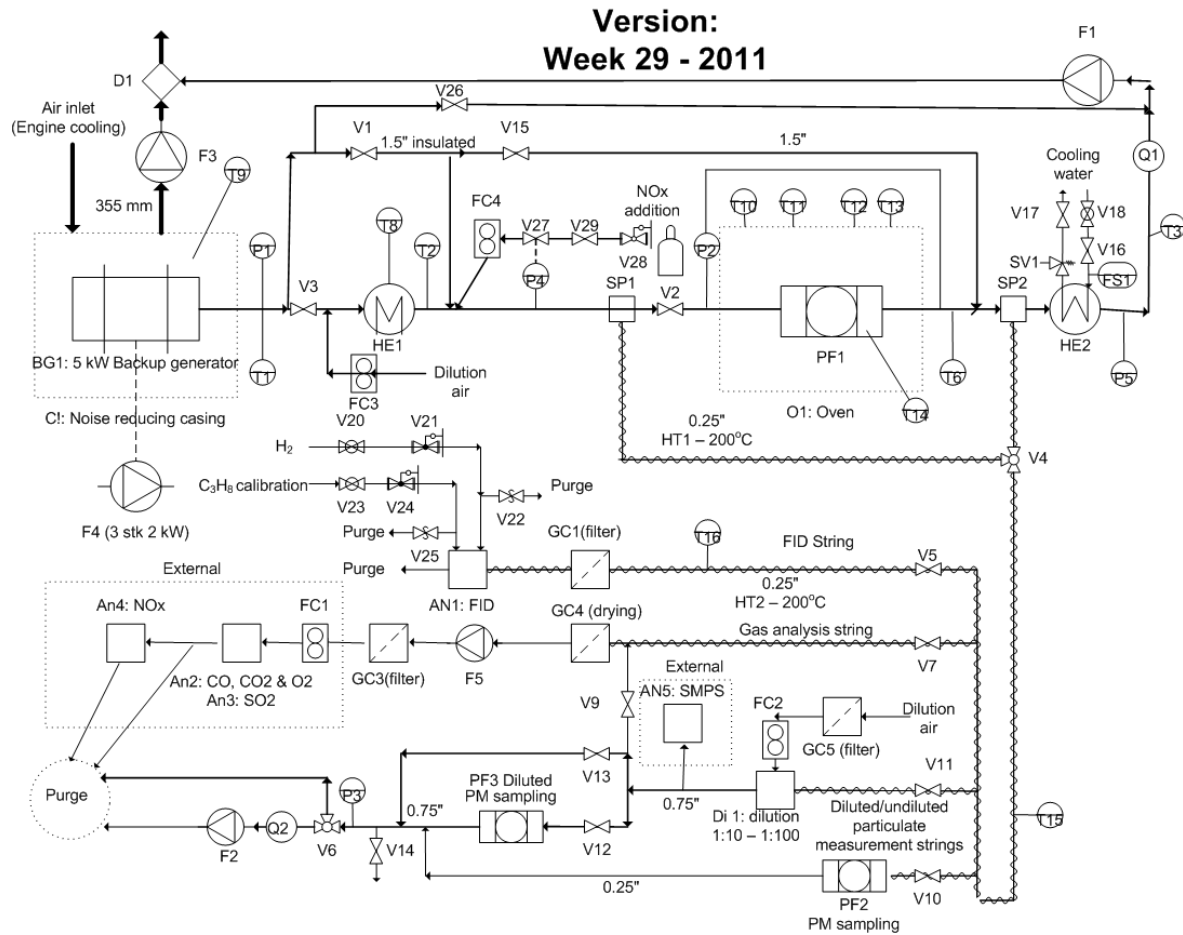 Version:
Week 29 - 2011
F1
D1
Air inlet
(Engine cooling)
V26
V1
V15
1.5" insulated
1.5"
F3
T9
355 mm
Q1
Cooling
water
NOx
addition
FC4
V27
V29
V28
T10
T11
T12
T13
V17
V18
V16
T3
P1
T8
T2
P2
P4
SV1
FS1
V3
SP1
V2
SP2
HE1
PF1
HE2
BG1: 5 kW Backup generator
T1
FC3
Dilution
air
T6
P5
T14
O1: Oven
C!: Noise reducing casing
V20
V21
0.25"
HT1 – 200°C
H2
V4
C3H8 calibration
Purge
V23
V24
V22
F4 (3 stk 2 kW)
Purge
GC1(filter)
T16
FID String
V5
V25
Purge
External
AN1: FID
0.25"
HT2 – 200°C
An4: NOx
FC1
GC4 (drying)
Gas analysis string
V7
GC3(filter)
F5
An2: CO, CO2 & O2
An3: SO2
External
AN5: SMPS
V9
FC2
Dilution
air
GC5 (filter)
V13
V11
Purge
P3
0.75"
PF3 Diluted
PM sampling
0.75"
Di 1: dilution
1:10 – 1:100
Diluted/undiluted
particulate
measurement strings
T15
F2
Q2
V6
V14
V12
0.25"
PF2
PM sampling
V10